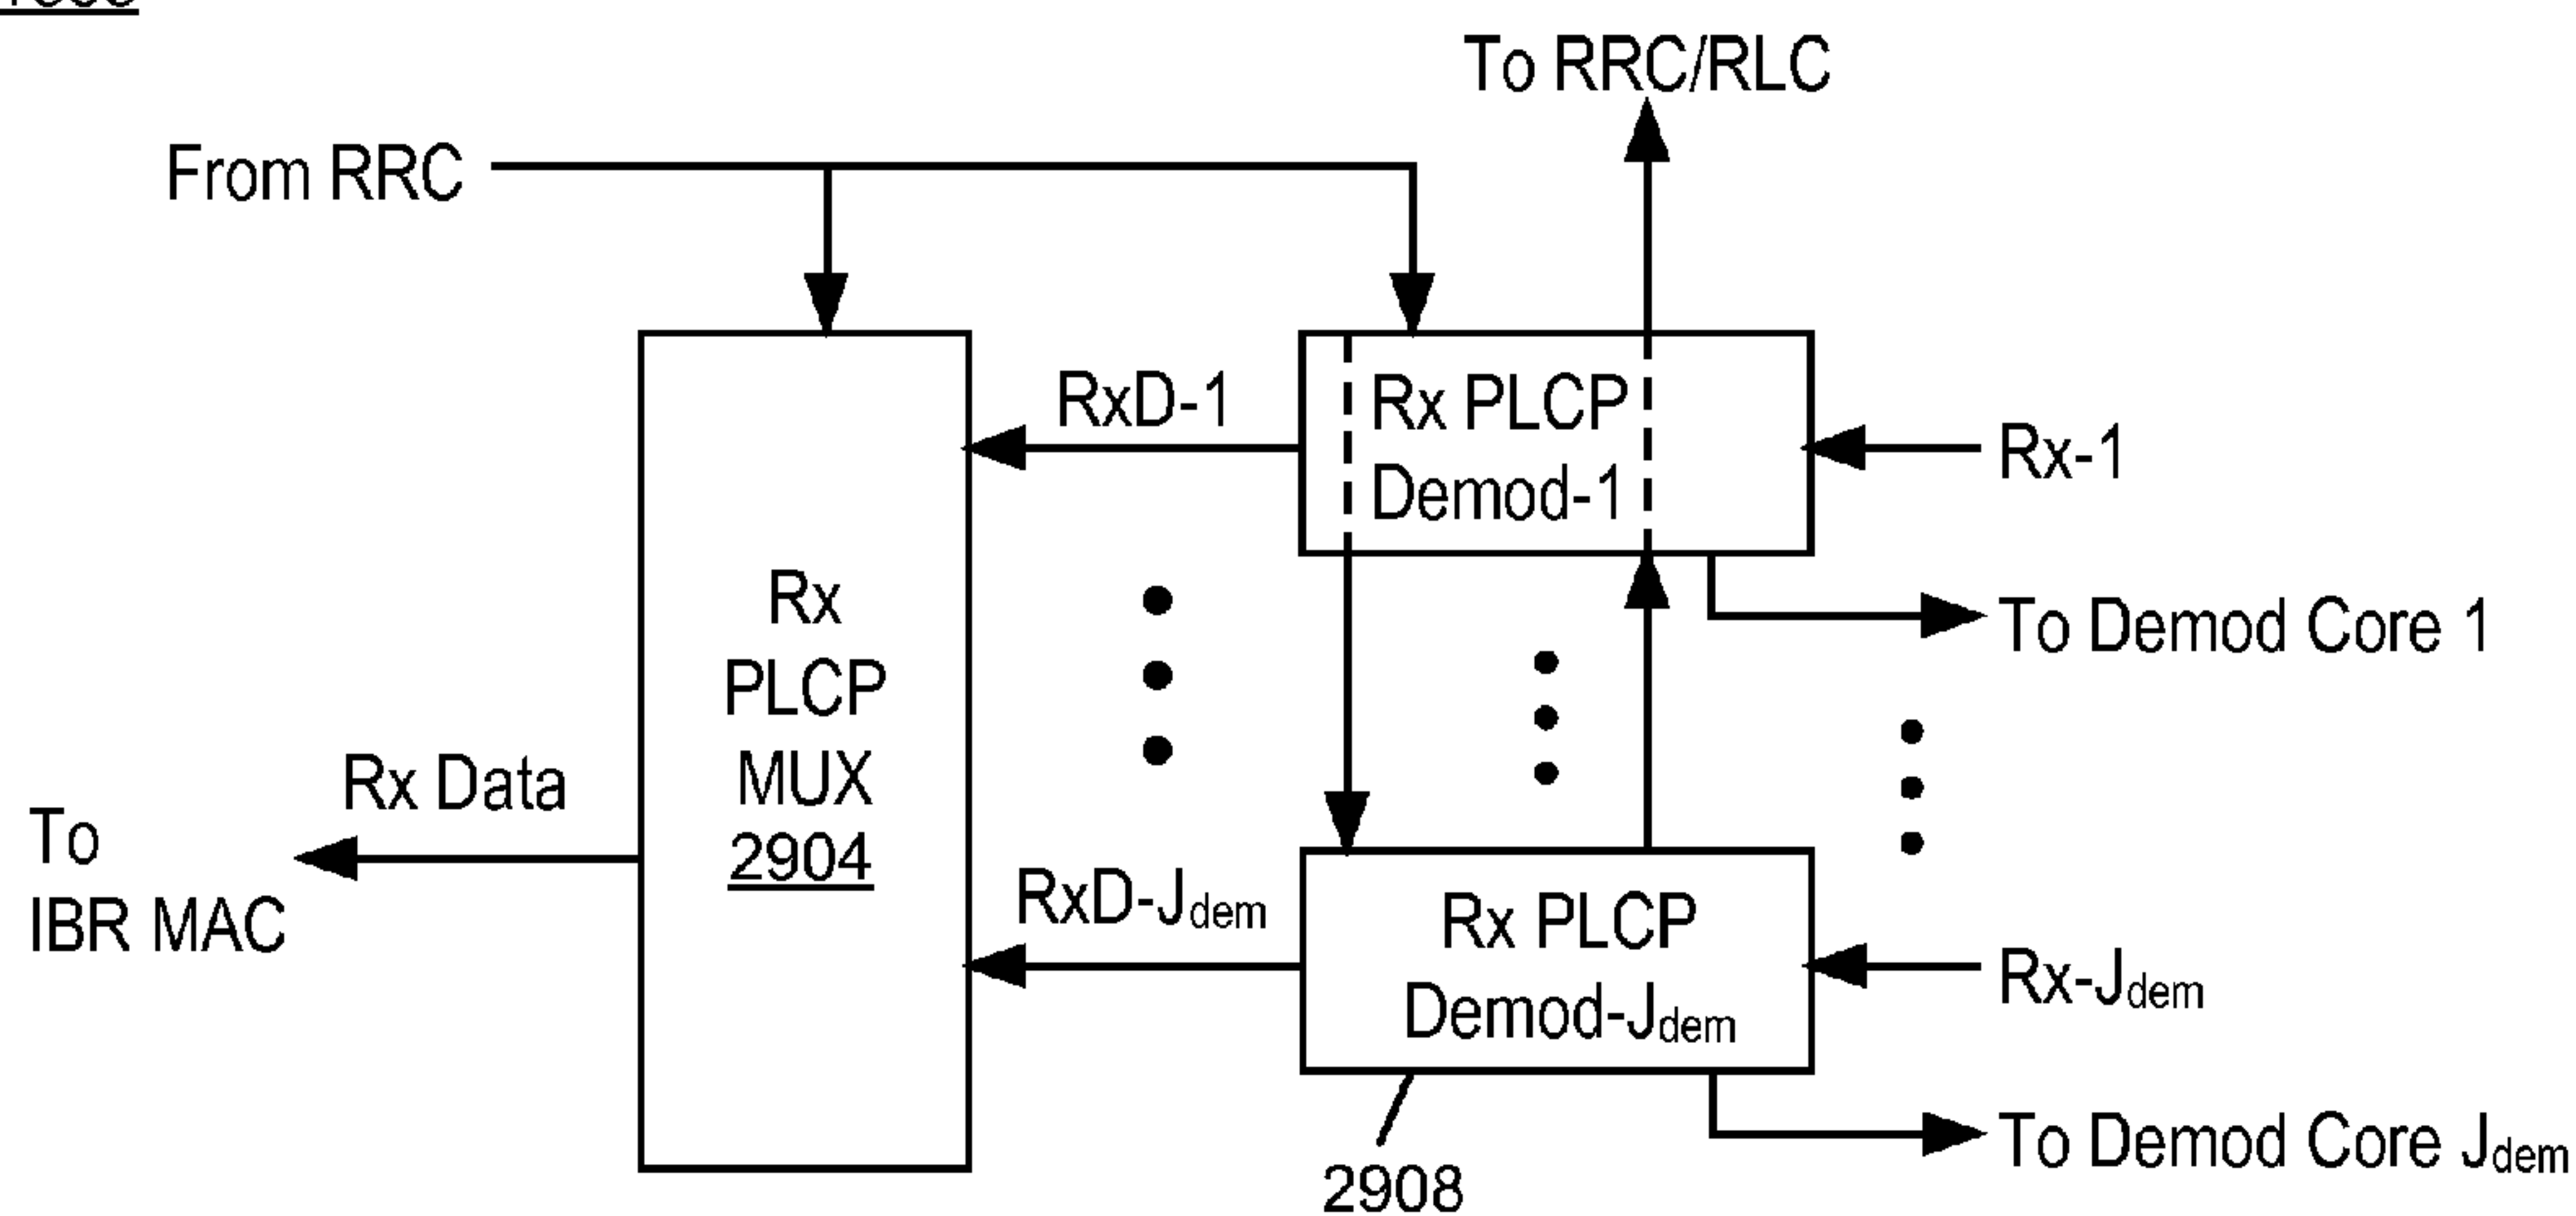 To RRC/RLC
From RRC
RxD-1
Rx PLCP
Demod-1
Rx-1
To Demod Core 1
Rx
PLCP
MUX
2904
Rx Data
To
IBR MAC
RxD-Jdem
Rx PLCP
Demod-Jdem
Rx-Jdem
To Demod Core Jdem
2908